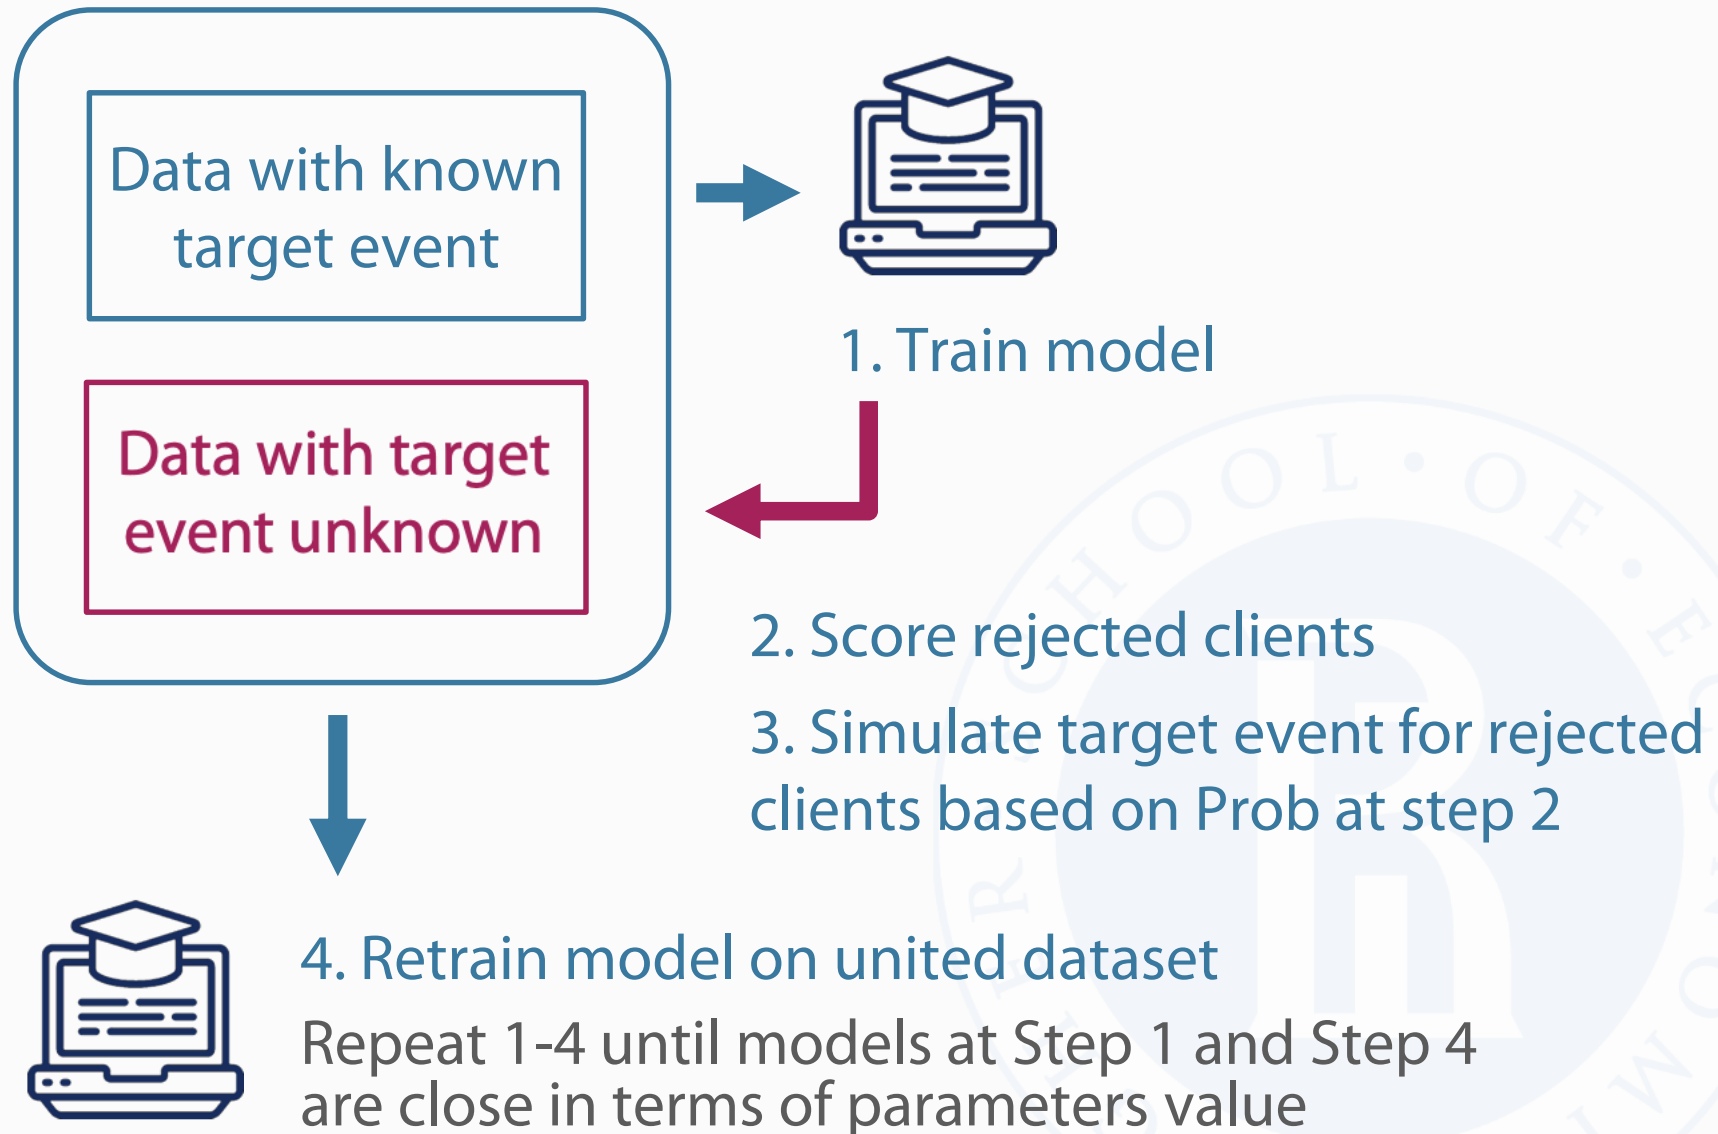 Data with known
target event
1. Train model
Data with target
event unknown
2. Score rejected clients
3. Simulate target event for rejected
clients based on Prob at step 2
4. Retrain model on united dataset
Repeat 1-4 until models at Step 1 and Step 4
are close in terms of parameters value